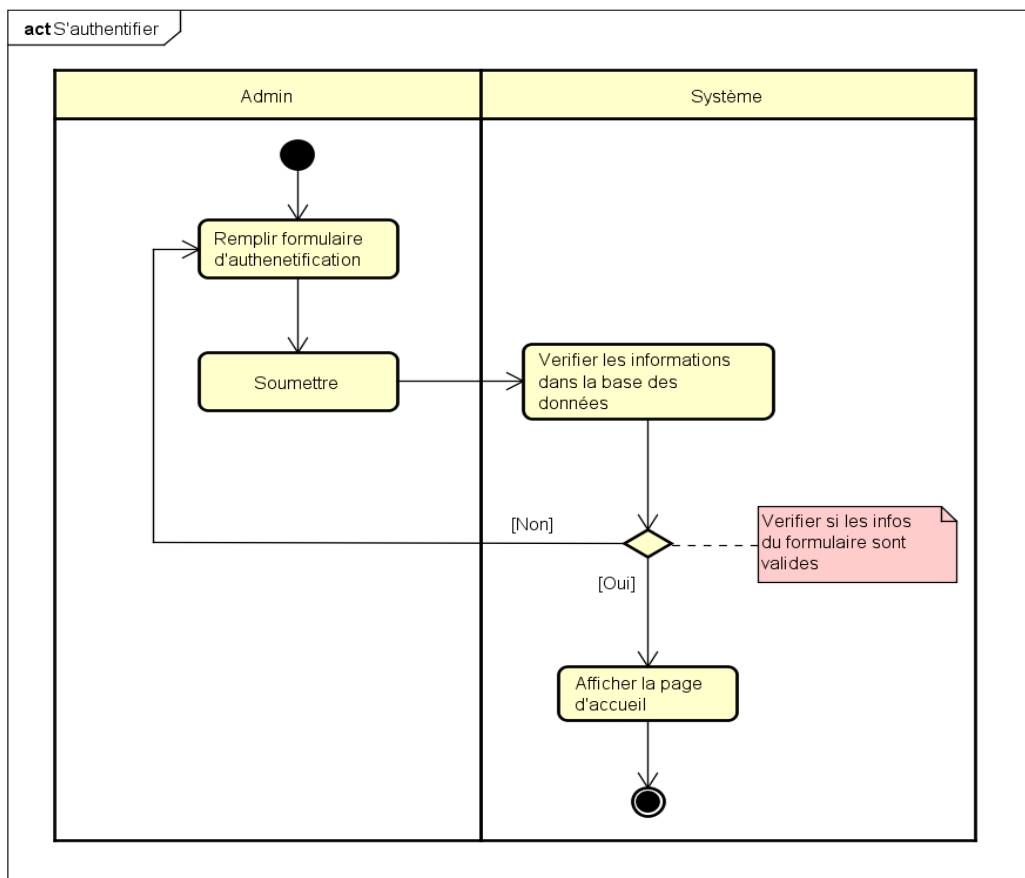 act S'authentifier
Admin
Système
Remplir formulaire
d'authenetification
Soumettre
Verifier les informations
dans la base des
données
[Non]
Verifier si les infos
du formulaire sont
valides
[Oui]
Afficher la page
d'accueil